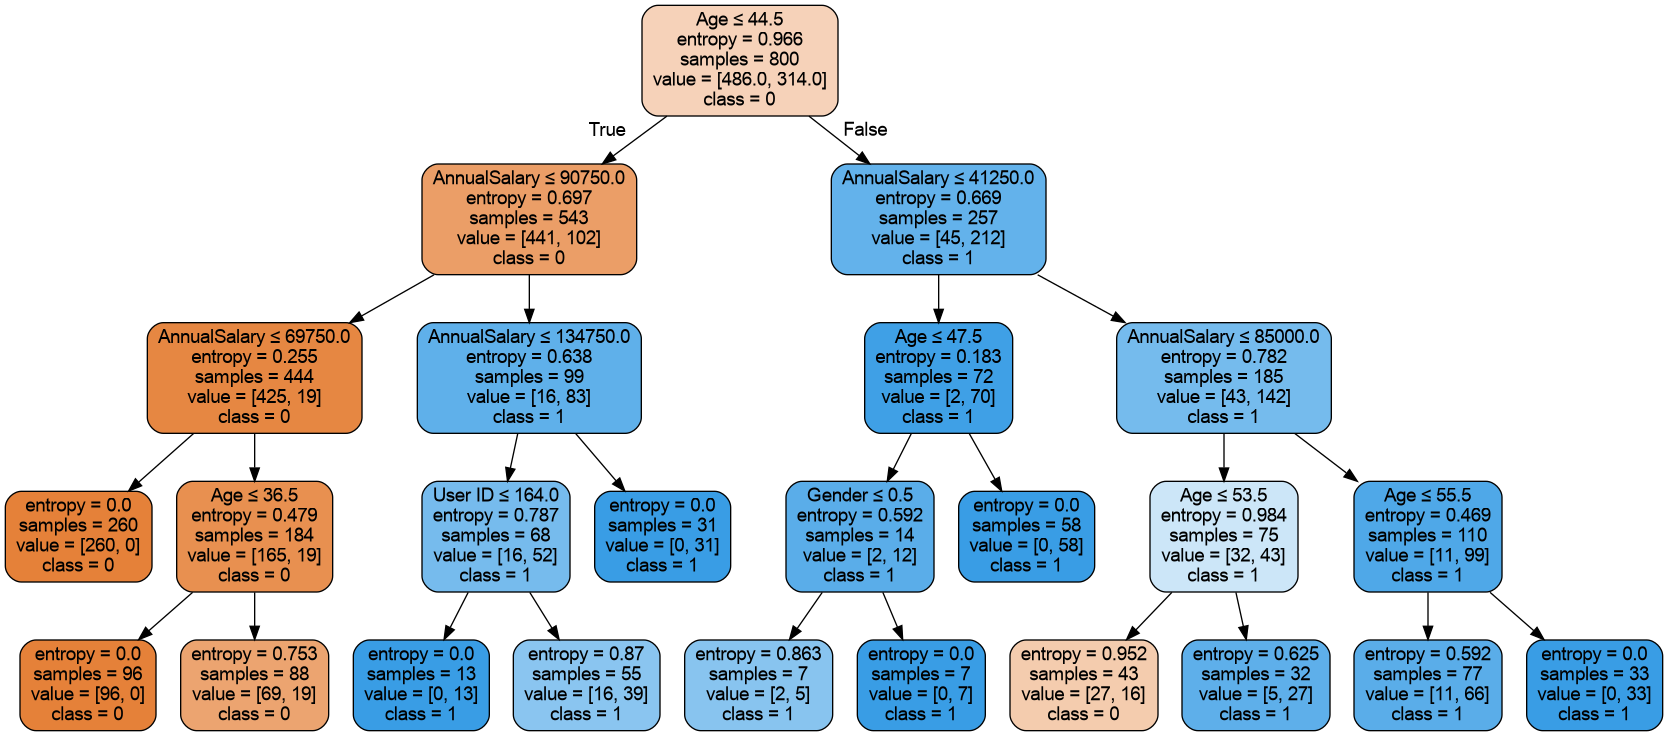 Age ≤ 44.5
entropy = 0.966
samples = 800
value = [486.0, 314.0]
class = 0
True
False
AnnualSalary ≤ 90750.0
entropy = 0.697
samples = 543
value = [441, 102]
class = 0
AnnualSalary ≤ 41250.0
entropy = 0.669
samples = 257
value = [45, 212]
class = 1
AnnualSalary ≤ 69750.0
entropy = 0.255
samples = 444
value = [425, 19]
class = 0
AnnualSalary ≤ 134750.0
entropy = 0.638
samples = 99
value = [16, 83]
class = 1
Age ≤ 47.5
entropy = 0.183
samples = 72
value = [2, 70]
class = 1
AnnualSalary ≤ 85000.0
entropy = 0.782
samples = 185
value = [43, 142]
class = 1
entropy = 0.0
samples = 260
value = [260, 0]
class = 0
Age ≤ 36.5
entropy = 0.479
samples = 184
value = [165, 19]
class = 0
User ID ≤ 164.0
entropy = 0.787
samples = 68
value = [16, 52]
class = 1
entropy = 0.0
samples = 31
value = [0, 31]
class = 1
Gender ≤ 0.5
entropy = 0.592
samples = 14
value = [2, 12]
class = 1
entropy = 0.0
samples = 58
value = [0, 58]
class = 1
Age ≤ 53.5
entropy = 0.984
samples = 75
value = [32, 43]
class = 1
Age ≤ 55.5
entropy = 0.469
samples = 110
value = [11, 99]
class = 1
entropy = 0.0
samples = 96
value = [96, 0]
class = 0
entropy = 0.753
samples = 88
value = [69, 19]
class = 0
entropy = 0.0
samples = 13
value = [0, 13]
class = 1
entropy = 0.87
samples = 55
value = [16, 39]
class = 1
entropy = 0.863
samples = 7
value = [2, 5]
class = 1
entropy = 0.0
samples = 7
value = [0, 7]
class = 1
entropy = 0.952
samples = 43
value = [27, 16]
class = 0
entropy = 0.625
samples = 32
value = [5, 27]
class = 1
entropy = 0.592
samples = 77
value = [11, 66]
class = 1
entropy = 0.0
samples = 33
value = [0, 33]
class = 1